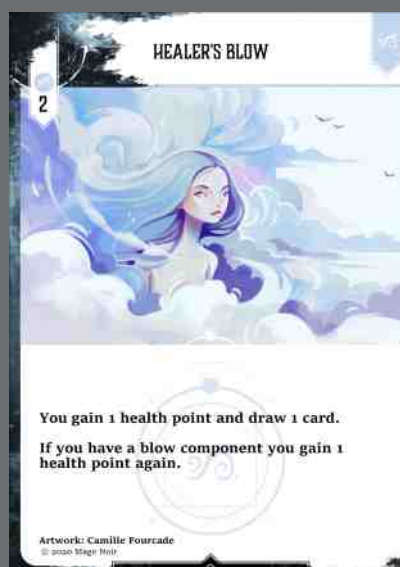 HEALER'S BLOW
2
You gain 1 health point and draw 1 card.
If you have a blow component you gain 1
health point again.
Artwork: Camille Fourcade
© 2020 Mage Noir